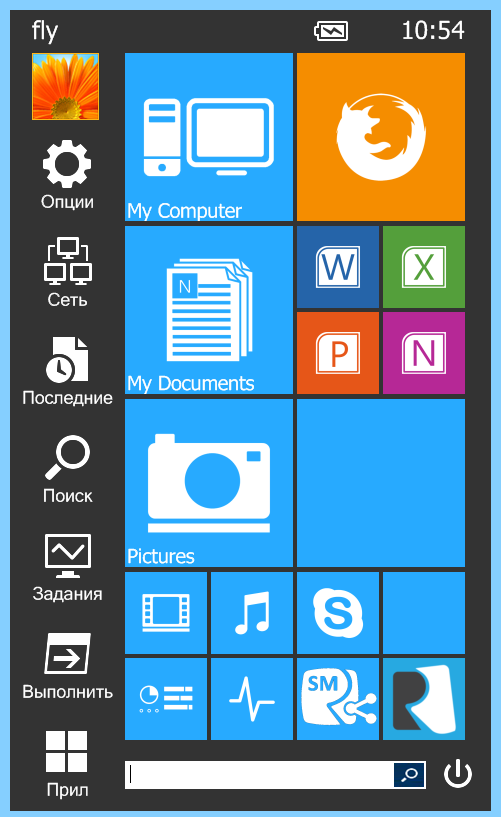 fly
10:54
Опции
Сеть
Последние
Поиск
Задания
Выполнить
Прил
My Computer
W
X
N
My Documents
P
N
Pictures
S
SM
R